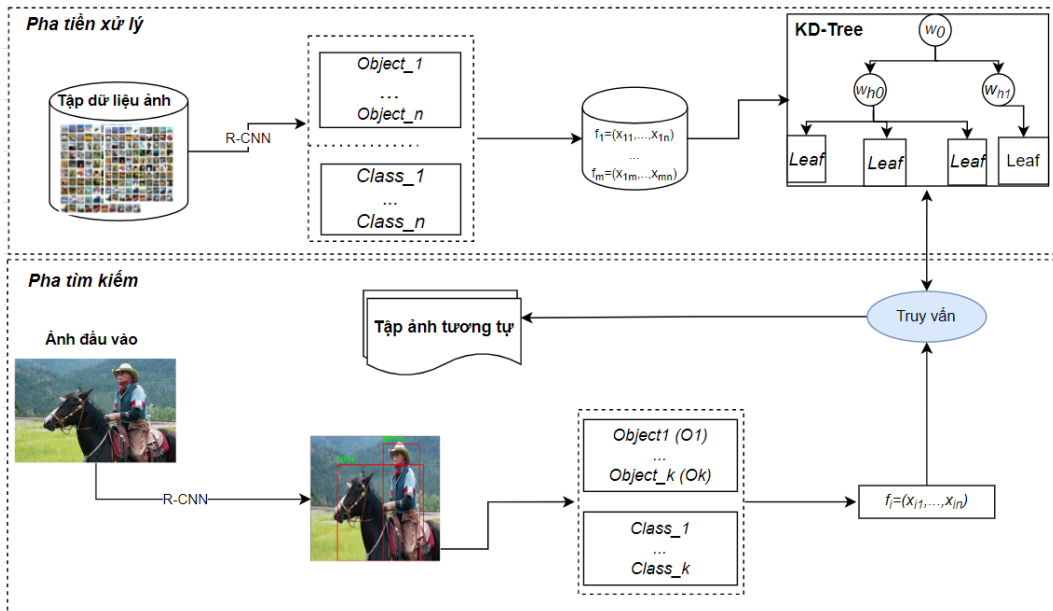 Pha tiền xử lý
Tập dữ liệu ảnh
R-CNN
Object_1
...
Object_n
Class_1
...
Class_n
f1=(x11,...,x1n)
...
fm=(x1m,..,xmn)
KD-Tree
w0
wh0
wh1
Leaf
Leaf
Leaf
Leaf
Pha tìm kiếm
Ảnh đầu vào
R-CNN
Tập ảnh tương tự
Truy vấn
Object1 (O1)
...
Object_k (Ok)
Class_1
...
Class_k
fi=(xi1,...,xin)